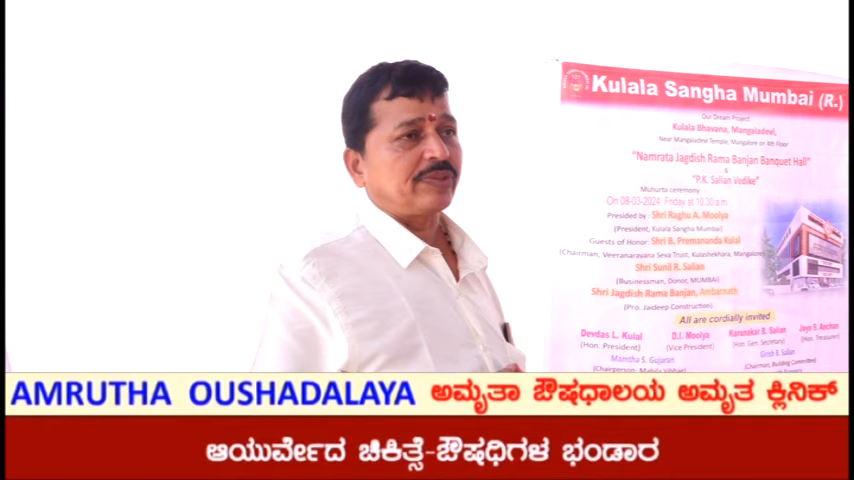 Kulala Sangha Mumbai (R.)
Our Dream Project
Kulala Bhavana, Mangaladevi,
Near Mangaladevi Temple, Mangalore on 4th Floor
"Namrata Jagdish Rama Banjan Banquet Hall"
&
"P.K. Salian Vedike"
Muhurta ceremony
On 08-03-2024, Friday at 10.30 a.m
Presided by : Shri Raghu A. Moolya
(President, Kulala Sangha Mumbai)
Guests of Honor: Shri B. Premananda Kulal
(Chairman, Veeranarayana Seva Trust, Kulashekhara, Mangalore)
Shri Sunil R. Salian
(Businessman, Donor, MUMBAI)
Shri Jagdish Rama Banjan, Ambarnath
(Pro. Jaideep Construction)
All are cordially invited
Devdas L. Kulal
(Hon. President)
D.I. Moolya
(Vice President)
Karunakar B. Salian
(Hon. Gen. Secretary)
Jaya S. Anchan
(Hon. Treasurer)
Mamtha S. Gujaran
(Chairperson, Mahila Vibhag)
Girish B. Salian
(Chairman, Building Committee)
AMRUTHA OUSHADALAYA ಅಮೃತಾ ಔಷಧಾಲಯ ಅಮೃತ ಕ್ಲಿನಿಕ್
ಆಯುರ್ವೇದ ಚಿಕಿತ್ಸೆ-ಔಷಧಿಗಳ ಭಂಡಾರ